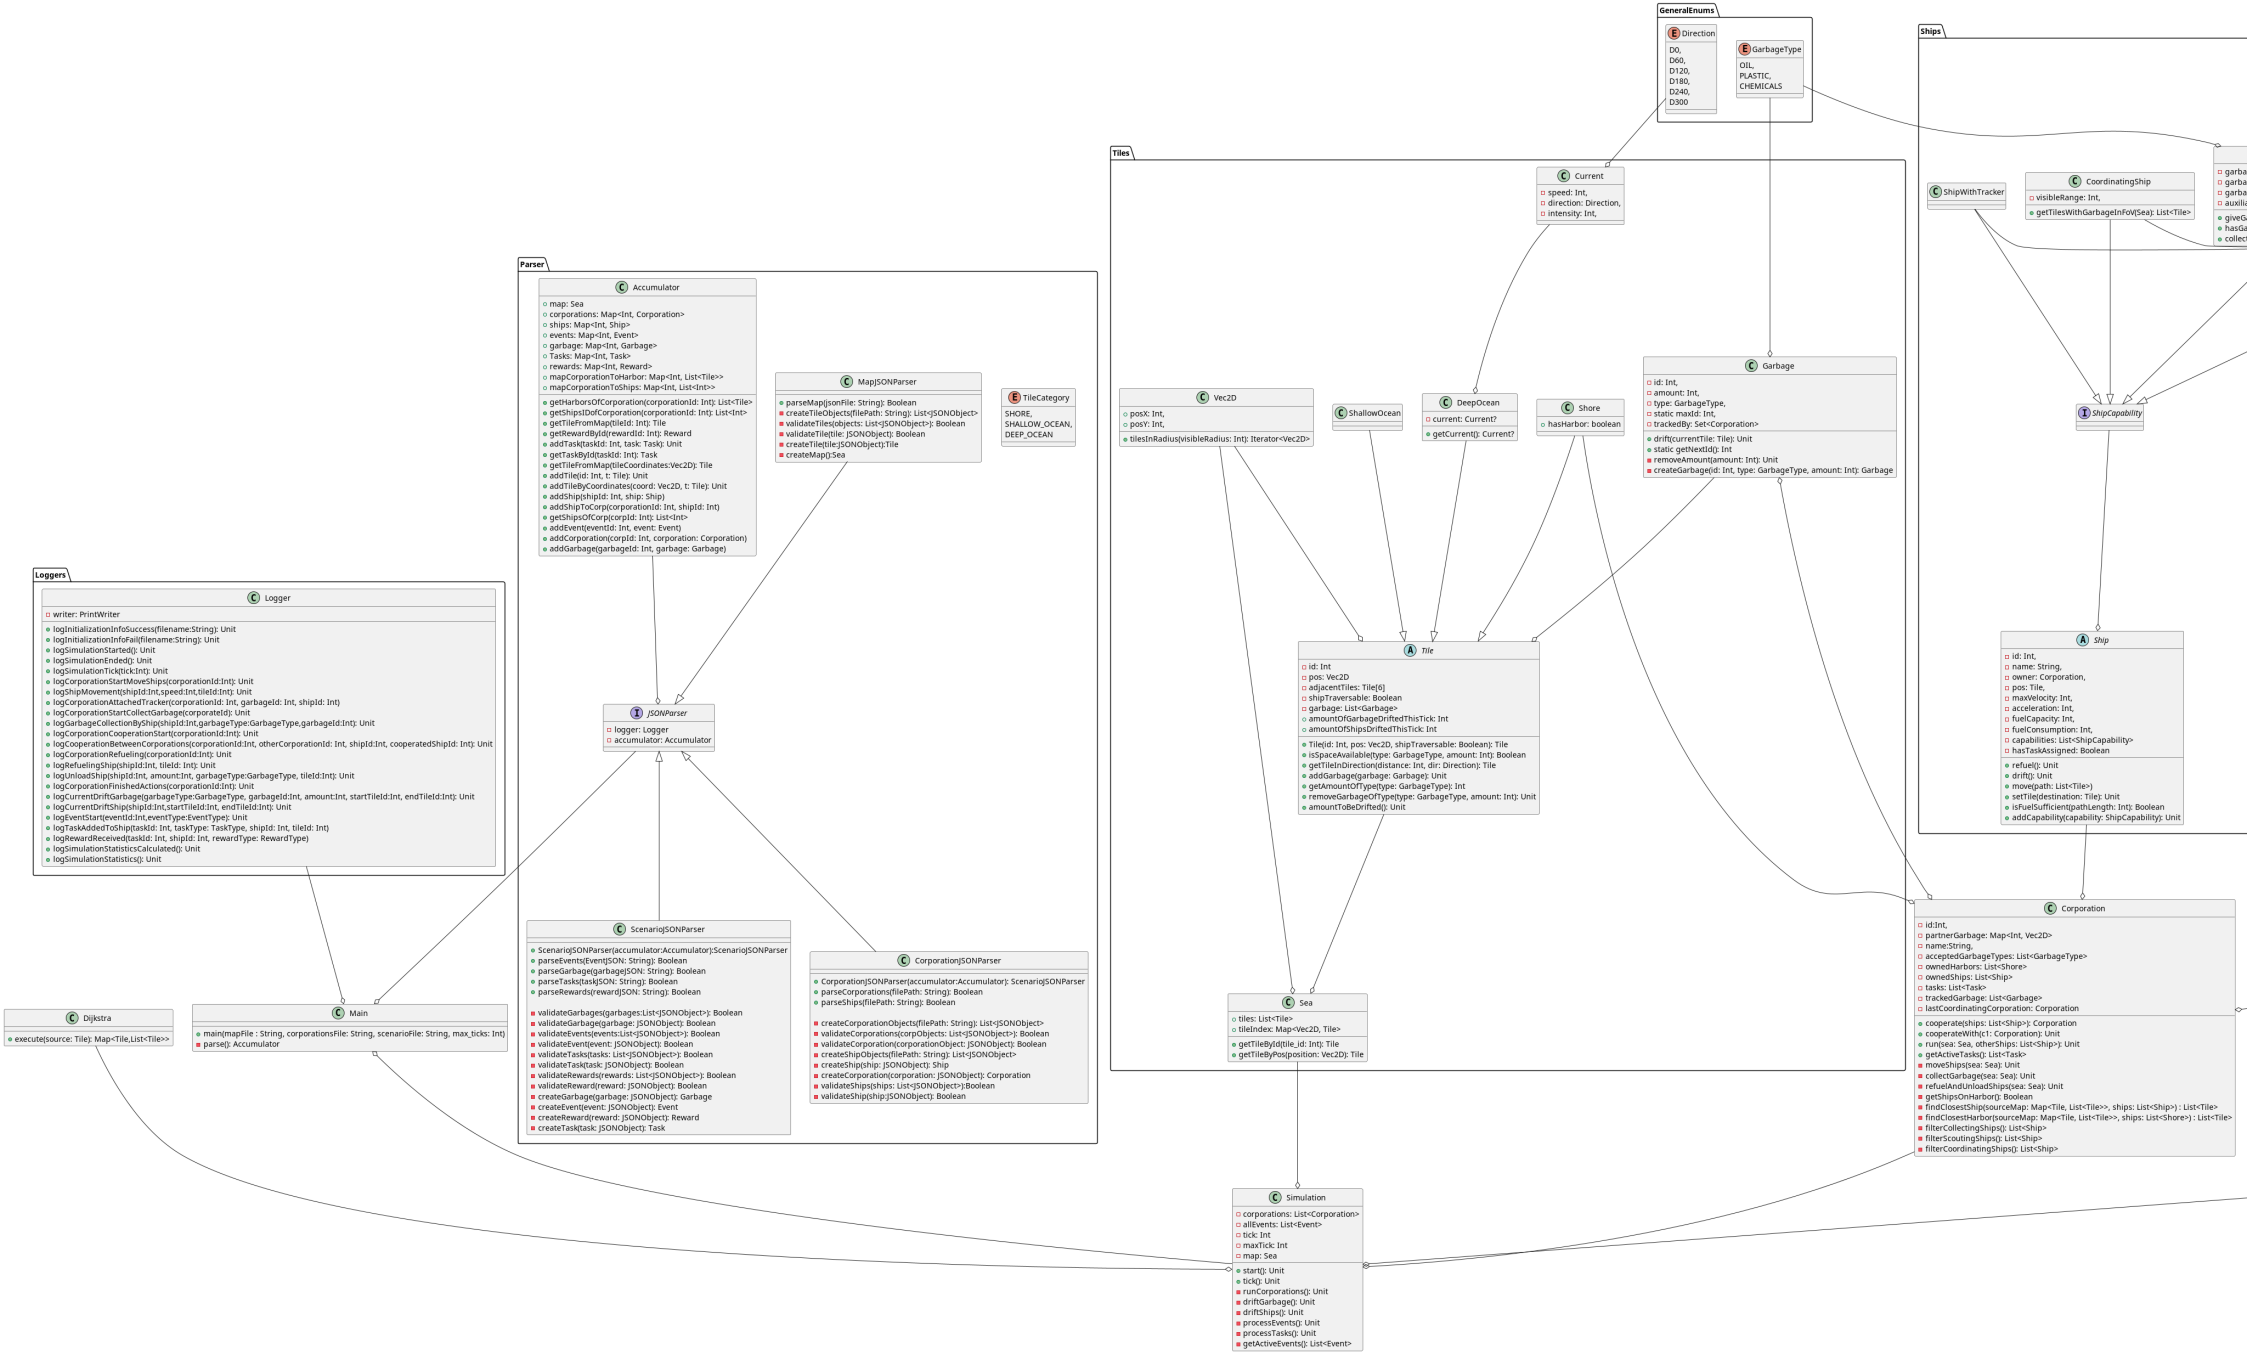 GeneralEnums
E Direction
D0,
D60,
D120,
D180,
D240,
D300
E GarbageType
OIL,
PLASTIC,
CHEMICALS
Ships
C ShipWithTracker
C CoordinatingShip
visibleRange: Int,
getTilesWithGarbageInFoV(Sea): List<Tile>
garba
garba
garba
auxilia
giveGa
hasGa
collect
I ShipCapability
A Ship
id: Int,
name: String,
owner: Corporation,
pos: Tile,
maxVelocity: Int,
acceleration: Int,
fuelCapacity: Int,
fuelConsumption: Int,
capabilities: List<ShipCapability>
hasTaskAssigned: Boolean
refuel(): Unit
drift(): Unit
move(path: List<Tile>)
setTile(destination: Tile): Unit
isFuelSufficient(pathLength: Int): Boolean
addCapability(capability: ShipCapability): Unit
Tiles
C Current
speed: Int,
direction: Direction,
intensity: Int,
C Vec2D
posX: Int,
posY: Int,
tilesInRadius(visibleRadius: Int): Iterator<Vec2D>
C ShallowOcean
C DeepOcean
current: Current?
getCurrent(): Current?
C Shore
hasHarbor: boolean
C Garbage
id: Int,
amount: Int,
type: GarbageType,
static maxId: Int,
trackedBy: Set<Corporation>
drift(currentTile: Tile): Unit
static getNextId(): Int
removeAmount(amount: Int): Unit
createGarbage(id: Int, type: GarbageType, amount: Int): Garbage
A Tile
id: Int
pos: Vec2D
adjacentTiles: Tile[6]
shipTraversable: Boolean
garbage: List<Garbage>
amountOfGarbageDriftedThisTick: Int
amountOfShipsDriftedThisTick: Int
Tile(id: Int, pos: Vec2D, shipTraversable: Boolean): Tile
isSpaceAvailable(type: GarbageType, amount: Int): Boolean
getTileInDirection(distance: Int, dir: Direction): Tile
addGarbage(garbage: Garbage): Unit
getAmountOfType(type: GarbageType): Int
removeGarbageOfType(type: GarbageType, amount: Int): Unit
amountToBeDrifted(): Unit
C Sea
tiles: List<Tile>
tileIndex: Map<Vec2D, Tile>
getTileById(tile_id: Int): Tile
getTileByPos(position: Vec2D): Tile
Parser
C Accumulator
map: Sea
corporations: Map<Int, Corporation>
ships: Map<Int, Ship>
events: Map<Int, Event>
garbage: Map<Int, Garbage>
Tasks: Map<Int, Task>
rewards: Map<Int, Reward>
mapCorporationToHarbor: Map<Int, List<Tile>>
mapCorporationToShips: Map<Int, List<Int>>
getHarborsOfCorporation(corporationId: Int): List<Tile>
getShipsIDofCorporation(corporationId: Int): List<Int>
getTileFromMap(tileId: Int): Tile
getRewardById(rewardId: Int): Reward
addTask(taskId: Int, task: Task): Unit
getTaskById(taskId: Int): Task
getTileFromMap(tileCoordinates:Vec2D): Tile
addTile(id: Int, t: Tile): Unit
addTileByCoordinates(coord: Vec2D, t: Tile): Unit
addShip(shipId: Int, ship: Ship)
addShipToCorp(corporationId: Int, shipId: Int)
getShipsOfCorp(corpId: Int): List<Int>
addEvent(eventId: Int, event: Event)
addCorporation(corpId: Int, corporation: Corporation)
addGarbage(garbageId: Int, garbage: Garbage)
C MapJSONParser
parseMap(jsonFile: String): Boolean
createTileObjects(filePath: String): List<JSONObject>
validateTiles(objects: List<JSONObject>): Boolean
validateTile(tile: JSONObject): Boolean
createTile(tile:JSONObject):Tile
createMap():Sea
E TileCategory
SHORE,
SHALLOW_OCEAN,
DEEP_OCEAN
I JSONParser
logger: Logger
accumulator: Accumulator
C ScenarioJSONParser
ScenarioJSONParser(accumulator:Accumulator):ScenarioJSONParser
parseEvents(EventJSON: String): Boolean
parseGarbage(garbageJSON: String): Boolean
parseTasks(taskJSON: String): Boolean
parseRewards(rewardJSON: String): Boolean
validateGarbages(garbages:List<JSONObject>): Boolean
validateGarbage(garbage: JSONObject): Boolean
validateEvents(events:List<JSONObject>): Boolean
validateEvent(event: JSONObject): Boolean
validateTasks(tasks: List<JSONObject>): Boolean
validateTask(task: JSONObject): Boolean
validateRewards(rewards: List<JSONObject>): Boolean
validateReward(reward: JSONObject): Boolean
createGarbage(garbage: JSONObject): Garbage
createEvent(event: JSONObject): Event
createReward(reward: JSONObject): Reward
createTask(task: JSONObject): Task
C CorporationJSONParser
CorporationJSONParser(accumulator:Accumulator): ScenarioJSONParser
parseCorporations(filePath: String): Boolean
parseShips(filePath: String): Boolean
createCorporationObjects(filePath: String): List<JSONObject>
validateCorporations(corpObjects: List<JSONObject>): Boolean
validateCorporation(corporationObject: JSONObject): Boolean
createShipObjects(filePath: String): List<JSONObject>
createShip(ship: JSONObject): Ship
createCorporation(corporation: JSONObject): Corporation
validateShips(ships: List<JSONObject>):Boolean
validateShip(ship:JSONObject): Boolean
Loggers
C Logger
writer: PrintWriter
logInitializationInfoSuccess(filename:String): Unit
logInitializationInfoFail(filename:String): Unit
logSimulationStarted(): Unit
logSimulationEnded(): Unit
logSimulationTick(tick:Int): Unit
logCorporationStartMoveShips(corporationId:Int): Unit
logShipMovement(shipId:Int,speed:Int,tileId:Int): Unit
logCorporationAttachedTracker(corporationId: Int, garbageId: Int, shipId: Int)
logCorporationStartCollectGarbage(corporateId): Unit
logGarbageCollectionByShip(shipId:Int,garbageType:GarbageType,garbageId:Int): Unit
logCorporationCooperationStart(corporationId:Int): Unit
logCooperationBetweenCorporations(corporationId:Int, otherCorporationId: Int, shipId:Int, cooperatedShipId: Int): Unit
logCorporationRefueling(corporationId:Int): Unit
logRefuelingShip(shipId:Int, tileId: Int): Unit
logUnloadShip(shipId:Int, amount:Int, garbageType:GarbageType, tileId:Int): Unit
logCorporationFinishedActions(corporationId:Int): Unit
logCurrentDriftGarbage(garbageType:GarbageType, garbageId:Int, amount:Int, startTileId:Int, endTileId:Int): Unit
logCurrentDriftShip(shipId:Int,startTileId:Int, endTileId:Int): Unit
logEventStart(eventId:Int,eventType:EventType): Unit
logTaskAddedToShip(taskId: Int, taskType: TaskType, shipId: Int, tileId: Int)
logRewardReceived(taskId: Int, shipId: Int, rewardType: RewardType)
logSimulationStatisticsCalculated(): Unit
logSimulationStatistics(): Unit
C Dijkstra
execute(source: Tile): Map<Tile,List<Tile>>
C Main
main(mapFile : String, corporationsFile: String, scenarioFile: String, max_ticks: Int)
parse(): Accumulator
C Corporation
id:Int,
partnerGarbage: Map<Int, Vec2D>
name:String,
acceptedGarbageTypes: List<GarbageType>
ownedHarbors: List<Shore>
ownedShips: List<Ship>
tasks: List<Task>
trackedGarbage: List<Garbage>
lastCoordinatingCorporation: Corporation
cooperate(ships: List<Ship>): Corporation
cooperateWith(c1: Corporation): Unit
run(sea: Sea, otherShips: List<Ship>): Unit
getActiveTasks(): List<Task>
moveShips(sea: Sea): Unit
collectGarbage(sea: Sea): Unit
refuelAndUnloadShips(sea: Sea): Unit
getShipsOnHarbor(): Boolean
findClosestShip(sourceMap: Map<Tile, List<Tile>>, ships: List<Ship>) : List<Tile>
findClosestHarbor(sourceMap: Map<Tile, List<Tile>>, ships: List<Shore>) : List<Tile>
filterCollectingShips(): List<Ship>
filterScoutingShips(): List<Ship>
filterCoordinatingShips(): List<Ship>
C Simulation
corporations: List<Corporation>
allEvents: List<Event>
tick: Int
maxTick: Int
map: Sea
start(): Unit
tick(): Unit
runCorporations(): Unit
driftGarbage(): Unit
driftShips(): Unit
processEvents(): Unit
processTasks(): Unit
getActiveEvents(): List<Event>